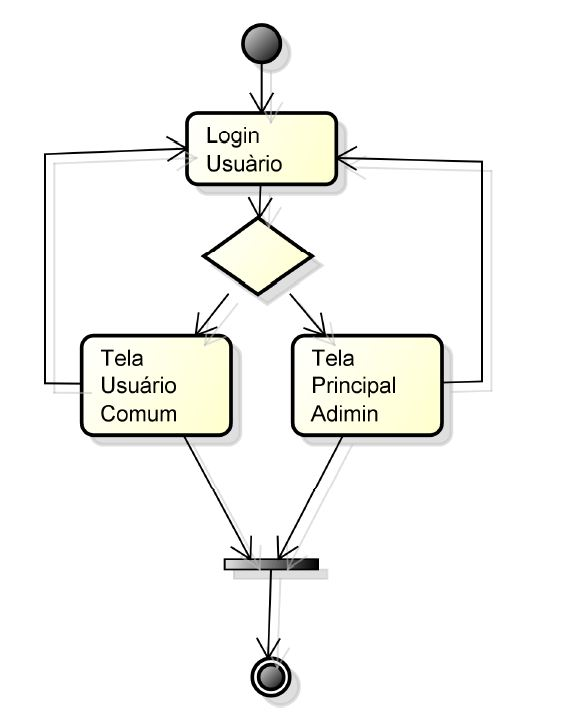 Login
Usuàrio
Tela
Usuário
Comum
Tela
Principal
Adimin